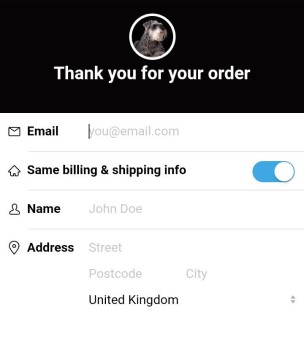 Thank you for your order
Email you@email.com
Same billing & shipping info
Name John Doe
Address Street
Postcode City
United Kingdom